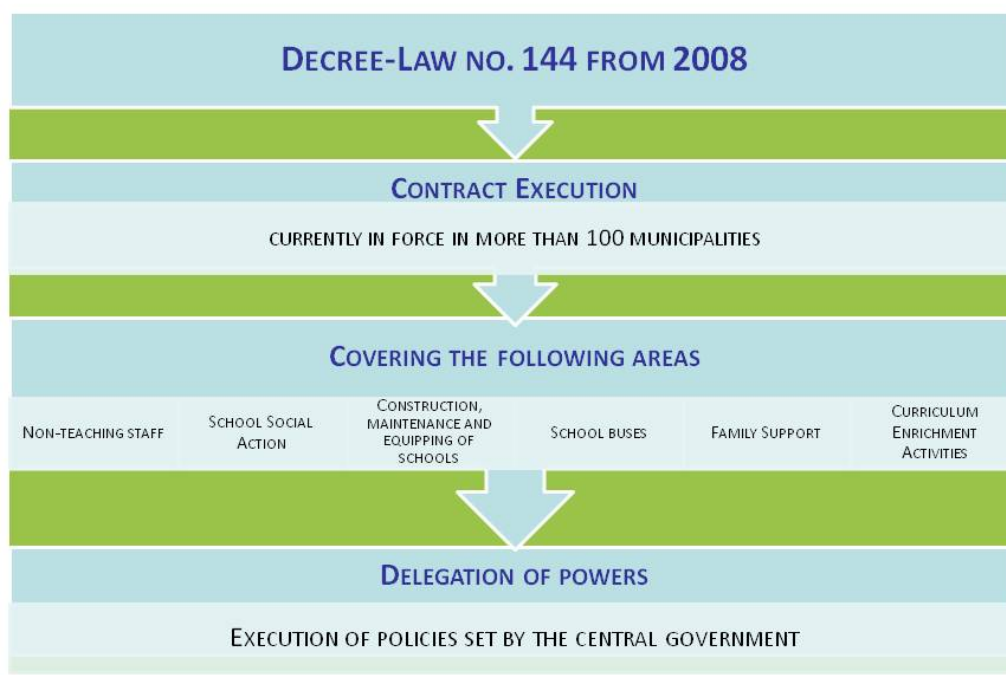 DECREE-LAW NO. 144 FROM 2008
CONTRACT EXECUTION
CURRENTLY IN FORCE IN MORE THAN 100 MUNICIPALITIES
COVERING THE FOLLOWING AREAS
NON-TEACHING STAFF
SCHOOL SOCIAL
ACTION
CONSTRUCTION,
MAINTENANCE AND
EQUIPPING OF
SCHOOLS
SCHOOL BUSES
FAMILY SUPPORT
CURRICULUM
ENRICHMENT
ACTIVITIES
DELEGATION OF POWERS
EXECUTION OF POLICIES SET BY THE CENTRAL GOVERNMENT